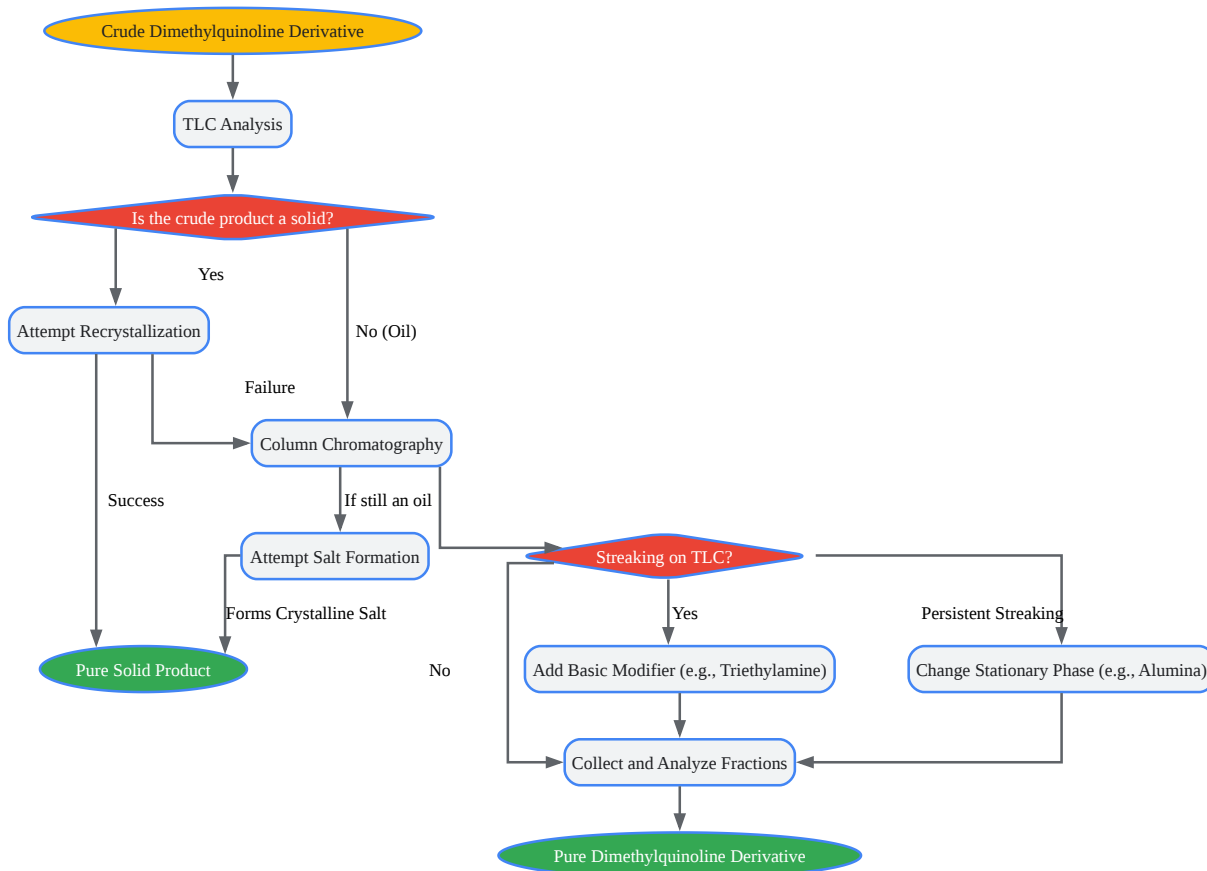 Crude Dimethylquinoline Derivative
TLC Analysis
Is the crude product a solid?
Yes
No (Oil)
Attempt Recrystallization
Failure
Column Chromatography
Success
If still an oil
Attempt Salt Formation
Streaking on TLC?
Forms Crystalline Salt
Yes
Persistent Streaking
Pure Solid Product
No
Add Basic Modifier (e.g., Triethylamine)
Change Stationary Phase (e.g., Alumina)
Collect and Analyze Fractions
Pure Dimethylquinoline Derivative